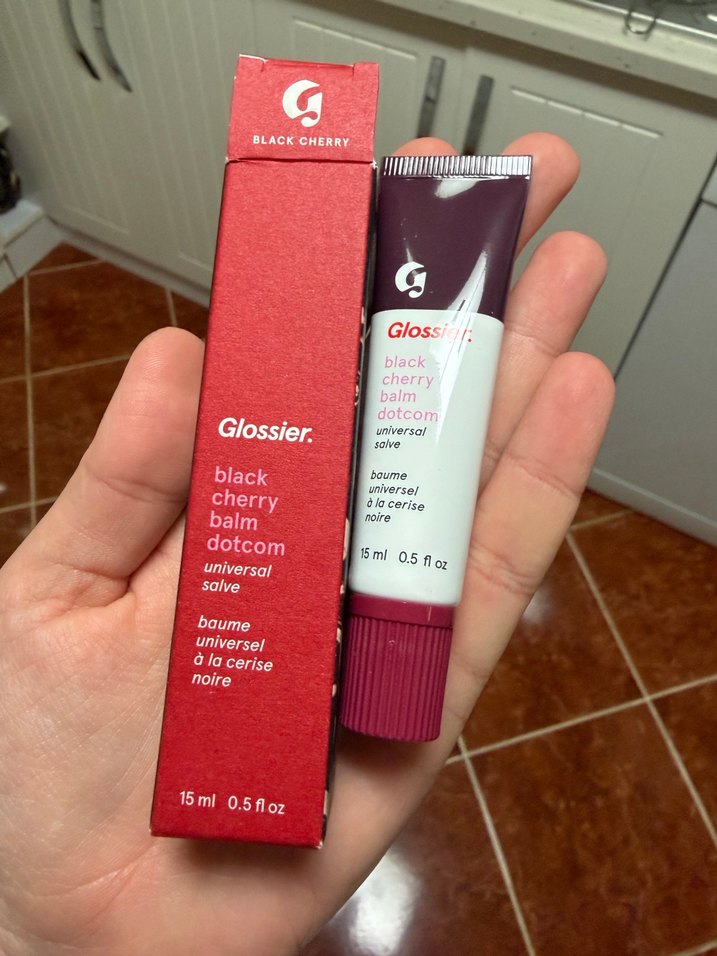 G
BLACK CHERRY
Glossier.
black
cherry
balm
dotcom
universal
salve
baume
universel
à la cerise
noire
15 ml 0.5 fl oz
G
Glossier.
black
cherry
balm
dotcom
universal
salve
baume
universel
à la cerise
noire
15 ml 0.5 fl oz